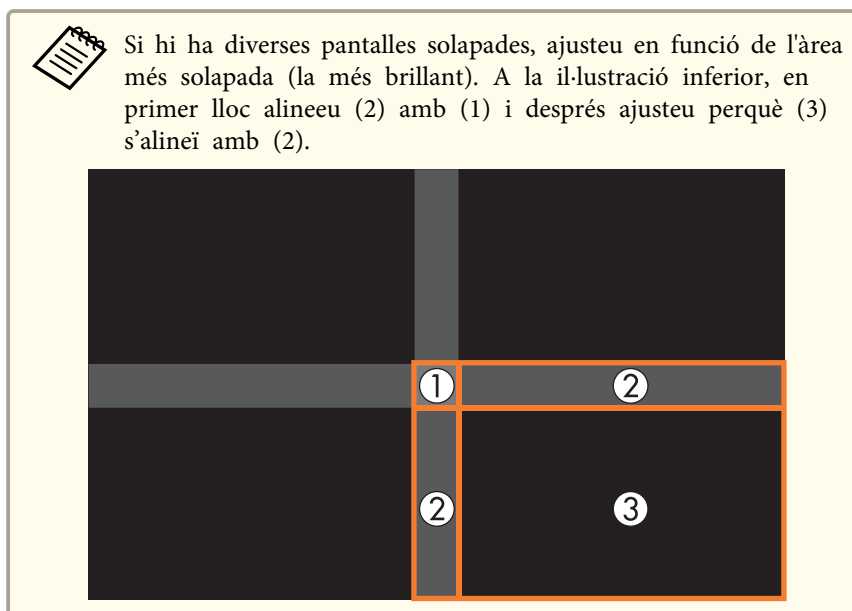 Si hi ha diverses pantalles solapades, ajusteu en funció de l'àrea
més solapada (la més brillant). A la il·lustració inferior, en
primer lloc alineeu (2) amb (1) i després ajusteu perquè (3)
s’alineï amb (2).
1 2
2 3